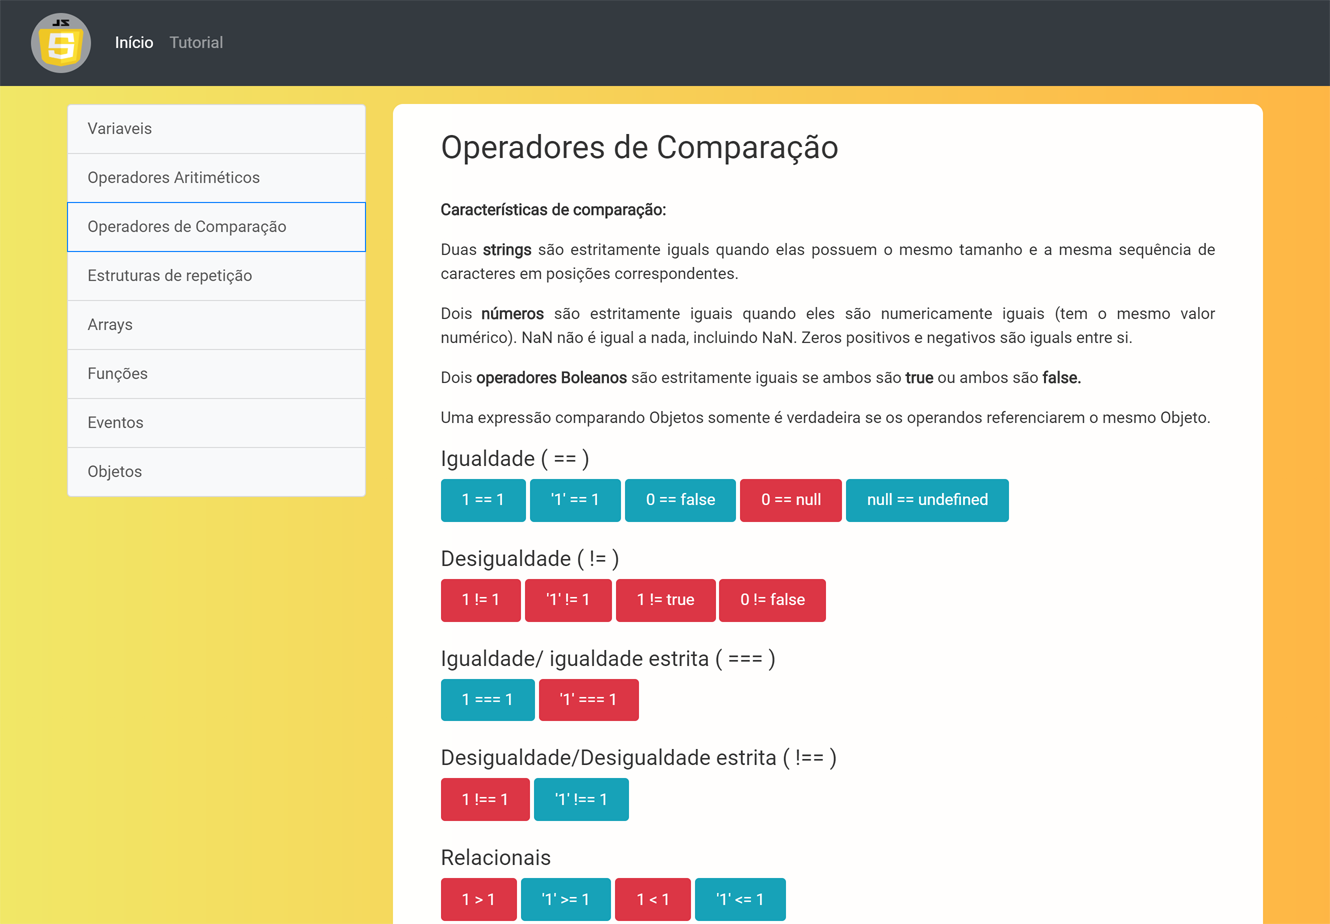 JS
Início Tutorial
Variaveis
Operadores Aritiméticos
Operadores de Comparação
Estruturas de repetição
Arrays
Funções
Eventos
Objetos
Operadores de Comparação
Características de comparação:
Duas strings são estritamente iguals quando elas possuem o mesmo tamanho e a mesma sequência de
caracteres em posições correspondentes.
Dois números são estritamente iguais quando eles são numericamente iguais (tem o mesmo valor
numérico). NaN não é igual a nada, incluindo NaN. Zeros positivos e negativos são iguals entre si.
Dois operadores Boleanos são estritamente iguais se ambos são true ou ambos são false.
Uma expressão comparando Objetos somente é verdadeira se os operandos referenciarem o mesmo Objeto.
Igualdade ( == )
1 == 1 '1' == 1 0 == false 0 == null null == undefined
Desigualdade ( != )
1 != 1 '1' != 1 1 != true 0 != false
Igualdade/ igualdade estrita ( === )
1 === 1 '1' === 1
Desigualdade/Desigualdade estrita ( !== )
1 !== 1 '1' !== 1
Relacionais
1 > 1 '1' >= 1 1 < 1 '1' <= 1